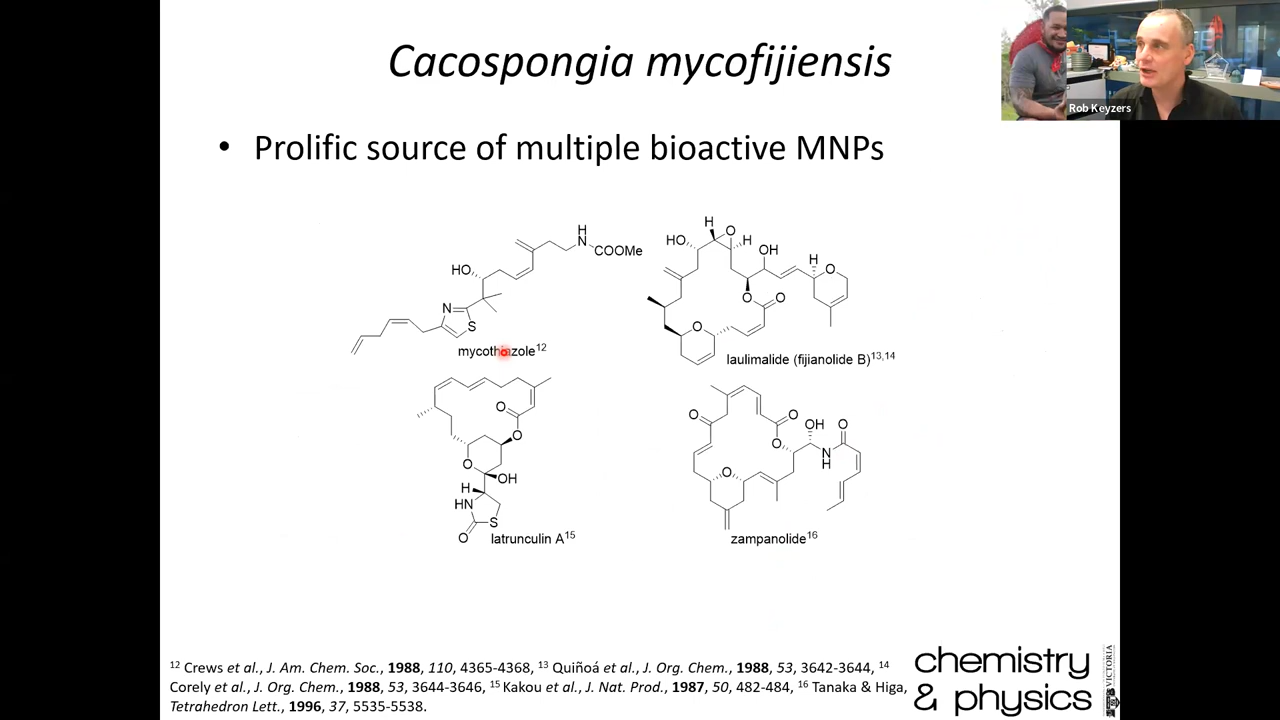 Cacospongia mycofijiensis
Rob Keyzers
• Prolific source of multiple bioactive MNPs
H
N
COOMe
HO
N
S
mycothiazole12
H
O
H
HO
OH
H
O
O
O
O
laulimalide (fijianolide B)13,14
O
O
O
OH
H
HN
S
O
latrunculin A15
O
O
O
OH
O
N
H
O
zampanolide16
12 Crews et al., J. Am. Chem. Soc., 1988, 110, 4365-4368, 13 Quiñoá et al., J. Org. Chem., 1988, 53, 3642-3644, 14
Corely et al., J. Org. Chem., 1988, 53, 3644-3646, 15 Kakou et al., J. Nat. Prod., 1987, 50, 482-484, 16 Tanaka & Higa,
Tetrahedron Lett., 1996, 37, 5535-5538.
chemistry
& physics
VICTORIA